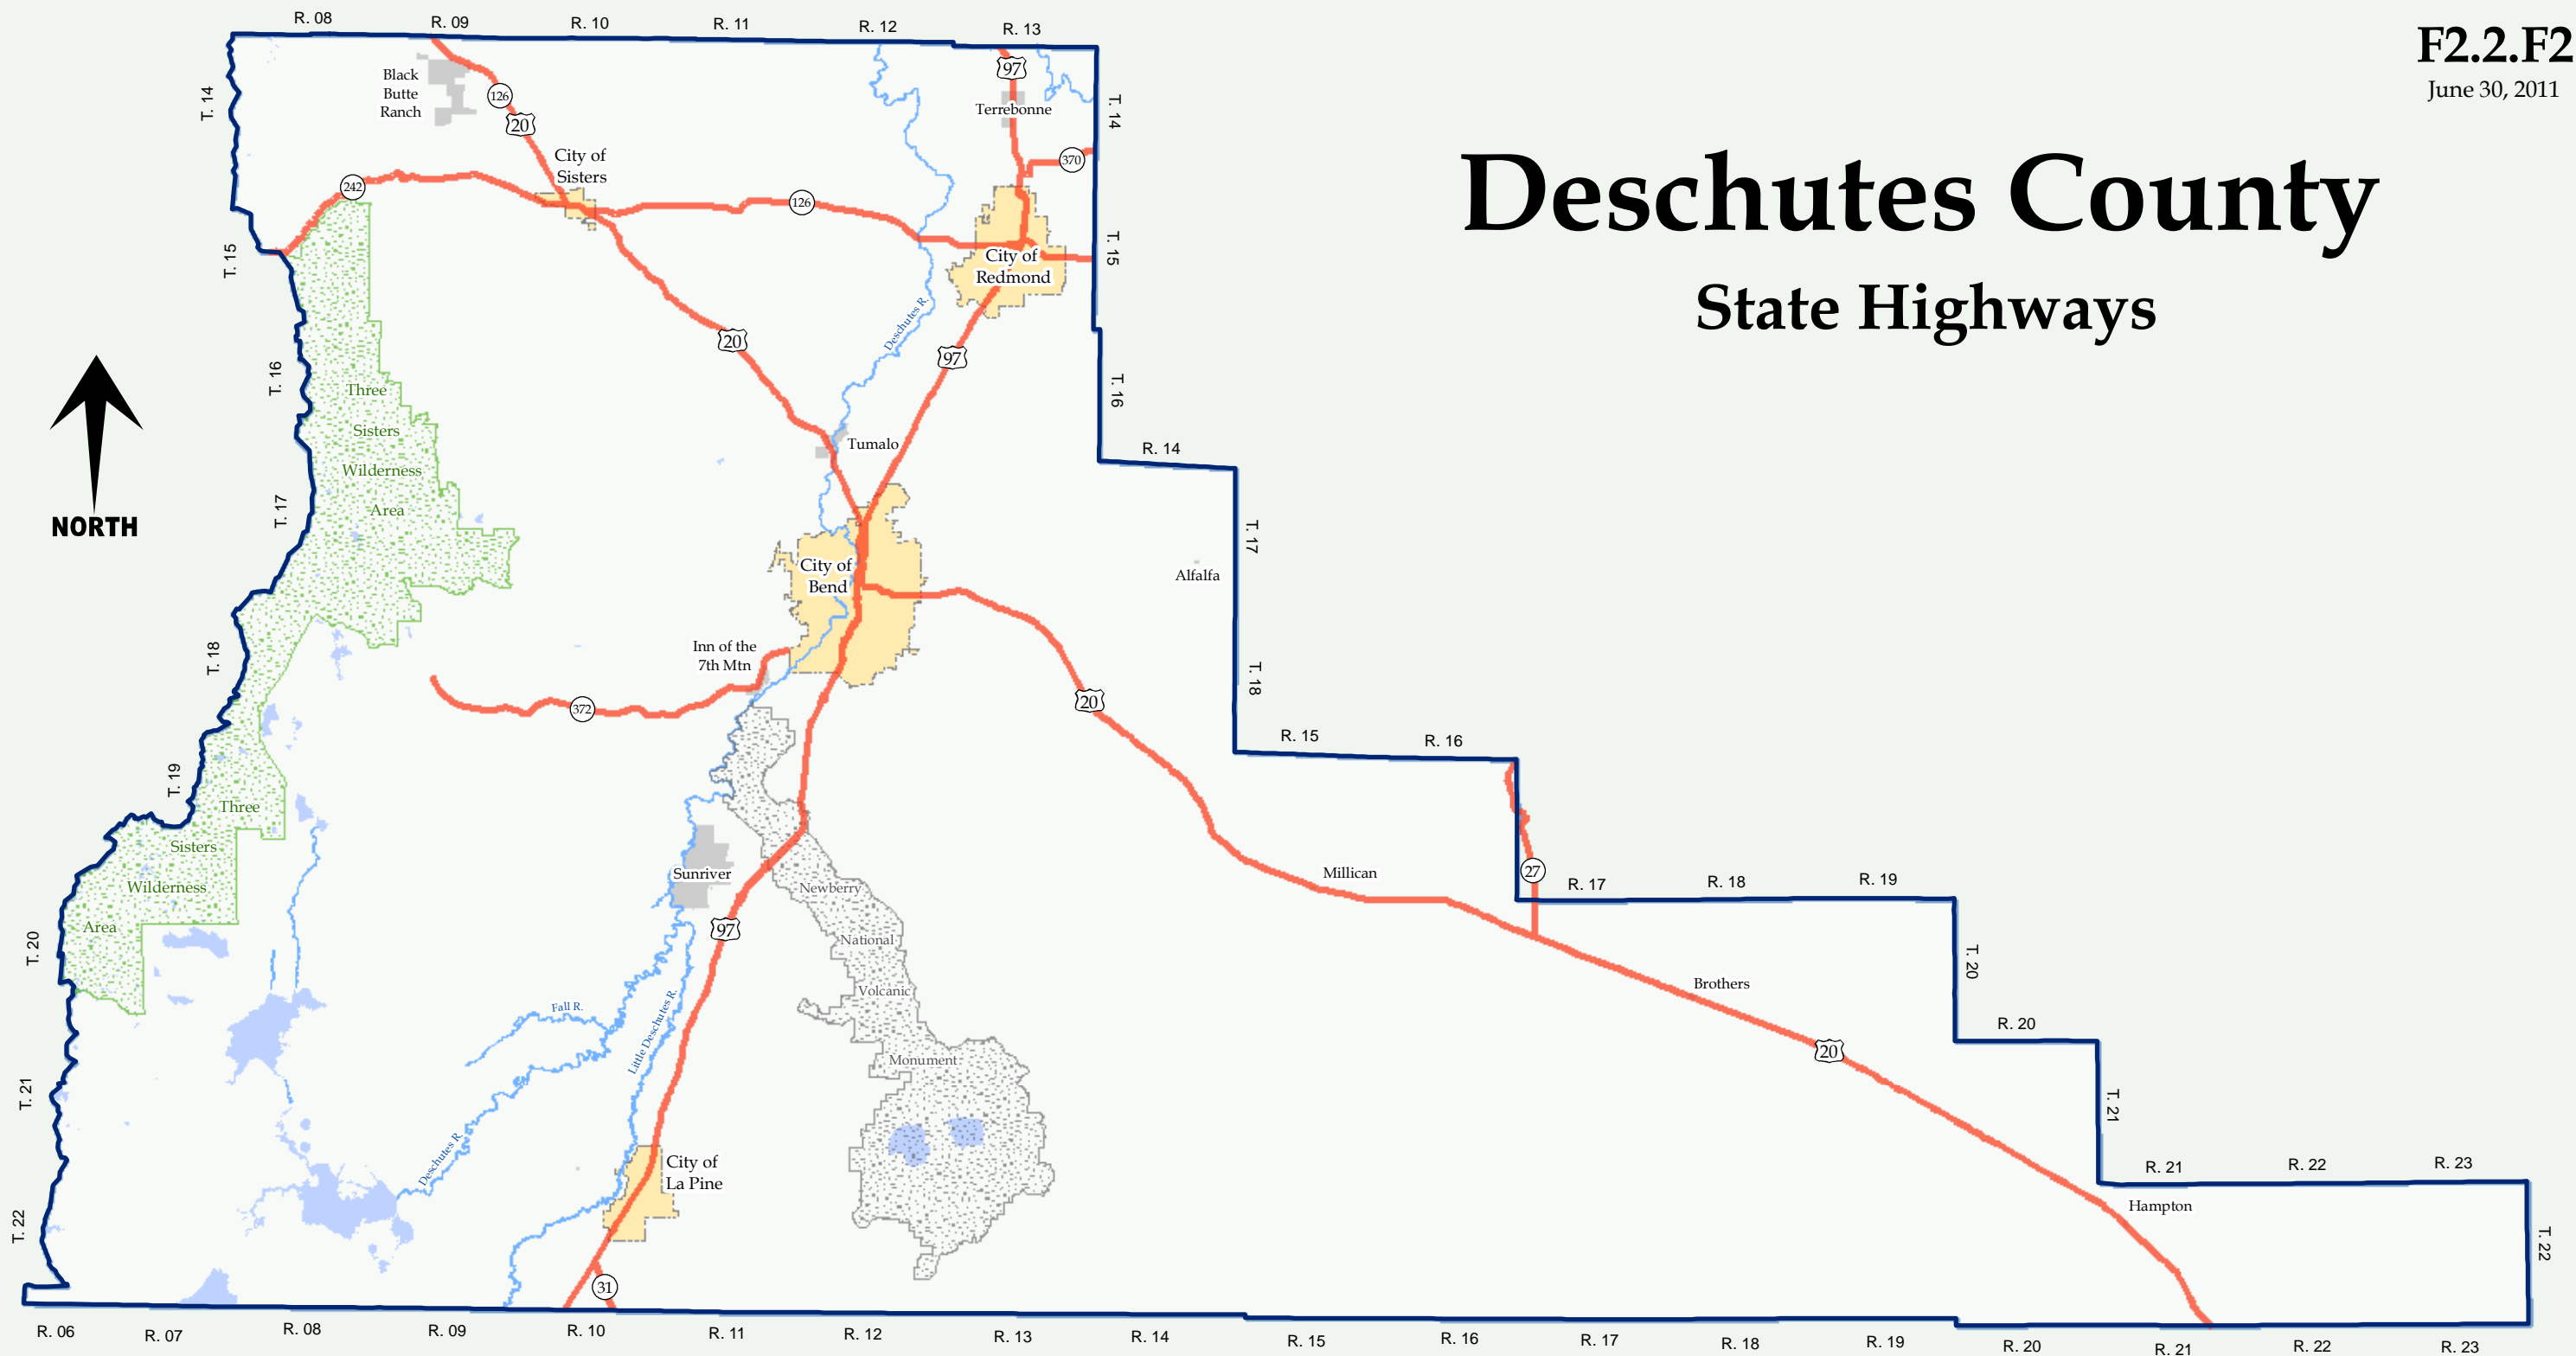 F2.2.F2
June 30, 2011
Deschutes County
State Highways
NORTH
R. 08
R. 09
R. 10
R. 11
R. 12
R. 13
T. 14
T. 15
T. 16
T. 17
T. 18
T. 19
T. 20
T. 21
T. 22
T. 14
T. 15
T. 16
R. 14
T. 17
T. 18
R. 15
R. 16
R. 17
R. 18
R. 19
T. 20
R. 20
T. 21
R. 21
R. 22
R. 23
T. 22
Black
Butte
Ranch
126
20
City of
Sisters
242
126
97
Terrebonne
370
City of
Redmond
Deschutes R.
20
97
Three
Sisters
Wilderness
Area
Tumalo
City of
Bend
Alfalfa
Inn of the
7th Mtn
372
20
Three
Sisters
Wilderness
Area
Sunriver
97
Newberry
National
Volcanic
Monument
Millican
27
Brothers
20
Hampton
Fall R.
Little Deschutes R.
Deschutes R.
City of
La Pine
31
R. 06
R. 07
R. 08
R. 09
R. 10
R. 11
R. 12
R. 13
R. 14
R. 15
R. 16
R. 17
R. 18
R. 19
R. 20
R. 21
R. 22
R. 23